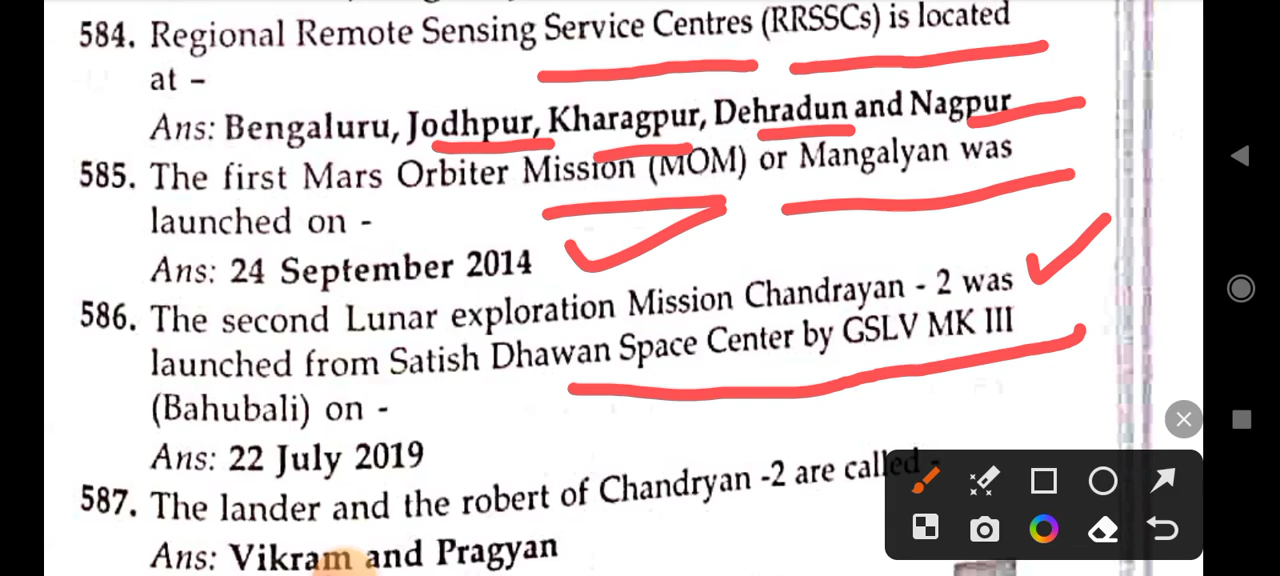 584. Regional Remote Sensing Service Centres (RRSSCs) is located
at –
Ans: Bengaluru, Jodhpur, Kharagpur, Dehradun and Nagpur
585. The first Mars Orbiter Mission (MOM) or Mangalyan was
launched on -
Ans: 24 September 2014
586. The second Lunar exploration Mission Chandrayan - 2 was
launched from Satish Dhawan Space Center by GSLV MK III
(Bahubali) on -
Ans: 22 July 2019
587. The lander and the robert of Chandryan -2 are called -
Ans: Vikram and Pragyan